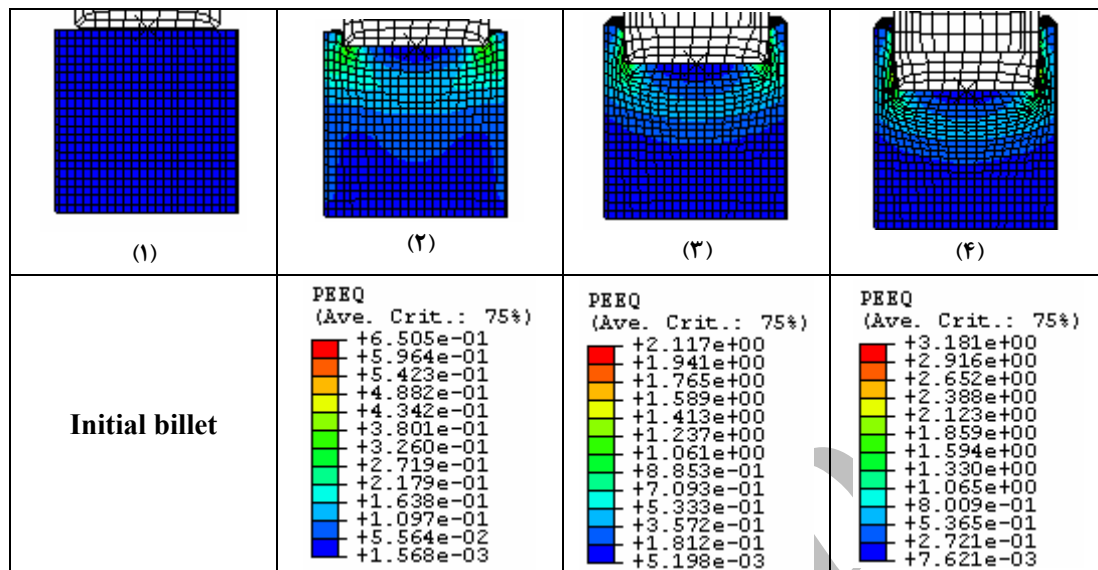 (۱)
(۲)
(۳)
(۴)
Initial billet
PEEQ
(Ave. Crit.: 75%)
+6.505e-01
+5.964e-01
+5.423e-01
+4.882e-01
+4.342e-01
+3.801e-01
+3.260e-01
+2.719e-01
+2.179e-01
+1.638e-01
+1.097e-01
+5.564e-02
+1.568e-03
PEEQ
(Ave. Crit.: 75%)
+2.117e+00
+1.941e+00
+1.765e+00
+1.589e+00
+1.413e+00
+1.237e+00
+1.061e+00
+8.853e-01
+7.093e-01
+5.333e-01
+3.572e-01
+1.812e-01
+5.198e-03
PEEQ
(Ave. Crit.: 75%)
+3.181e+00
+2.916e+00
+2.652e+00
+2.388e+00
+2.123e+00
+1.859e+00
+1.594e+00
+1.330e+00
+1.065e+00
+8.009e-01
+5.365e-01
+2.721e-01
+7.621e-03